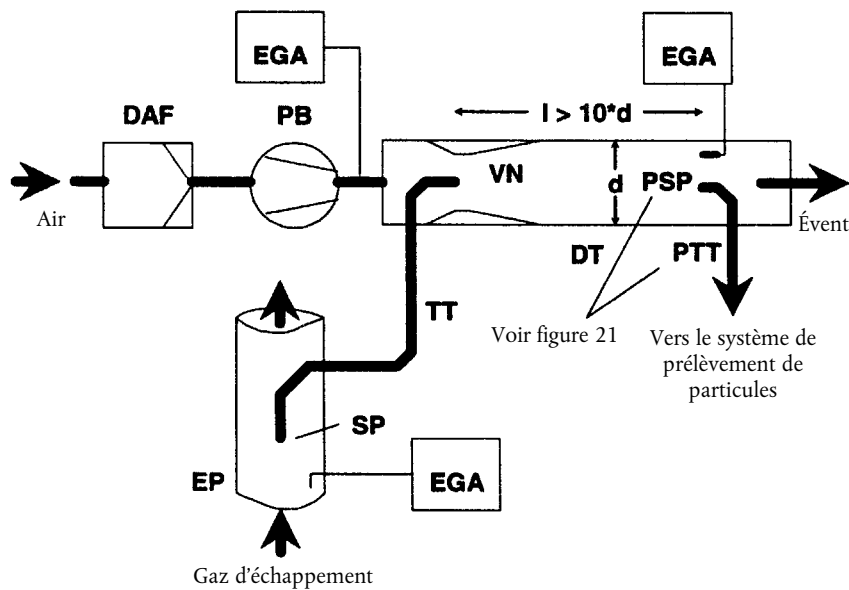 EGA
EGA
DAF
PB
l > 10*d
VN
d
PSP
Air
Évent
DT
PTT
TT
Voir figure 21
Vers le système de
prélèvement de
particules
SP
EP
EGA
Gaz d'échappement